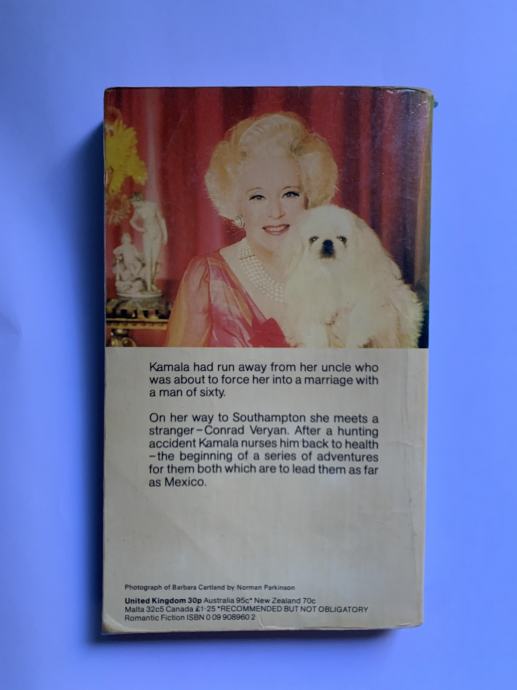 Kamala had run away from her uncle who
was about to force her into a marriage with
a man of sixty.
On her way to Southampton she meets a
stranger–Conrad Veryan. After a hunting
accident Kamala nurses him back to health
–the beginning of a series of adventures
for them both which are to lead them as far
as Mexico.
Photograph of Barbara Cartland by Norman Parkinson
United Kingdom 30p Australia 95c* New Zealand 70c
Malta 32c5 Canada £1·25 *RECOMMENDED BUT NOT OBLIGATORY
Romantic Fiction ISBN 0 09 908960 2